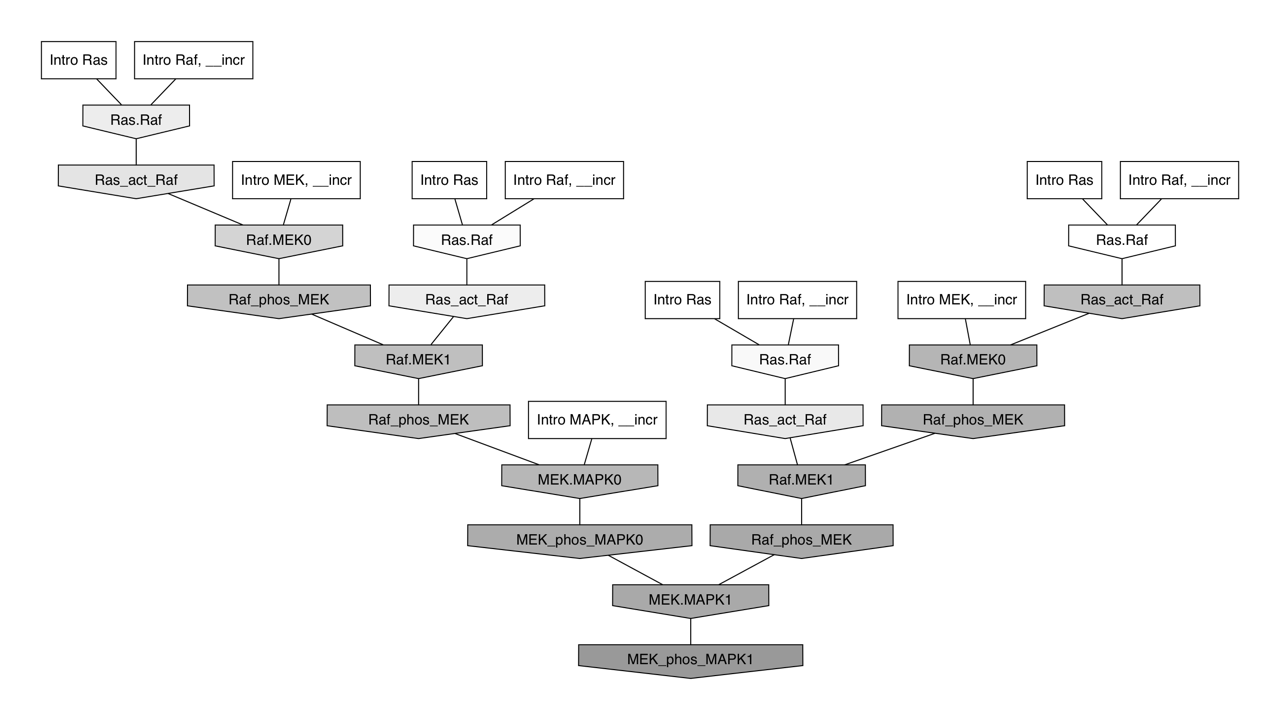 Intro Ras
Intro Raf, __incr
Ras.Raf
Ras_act_Raf
Intro MEK, __incr
Intro Ras
Intro Raf, __incr
Intro Ras
Intro Raf, __incr
Raf.MEK0
Ras.Raf
Ras.Raf
Raf_phos_MEK
Ras_act_Raf
Intro Ras
Intro Raf, __incr
Intro MEK, __incr
Ras_act_Raf
Raf.MEK1
Ras.Raf
Raf.MEK0
Raf_phos_MEK
Intro MAPK, __incr
Ras_act_Raf
Raf_phos_MEK
MEK.MAPK0
Raf.MEK1
MEK_phos_MAPK0
Raf_phos_MEK
MEK.MAPK1
MEK_phos_MAPK1